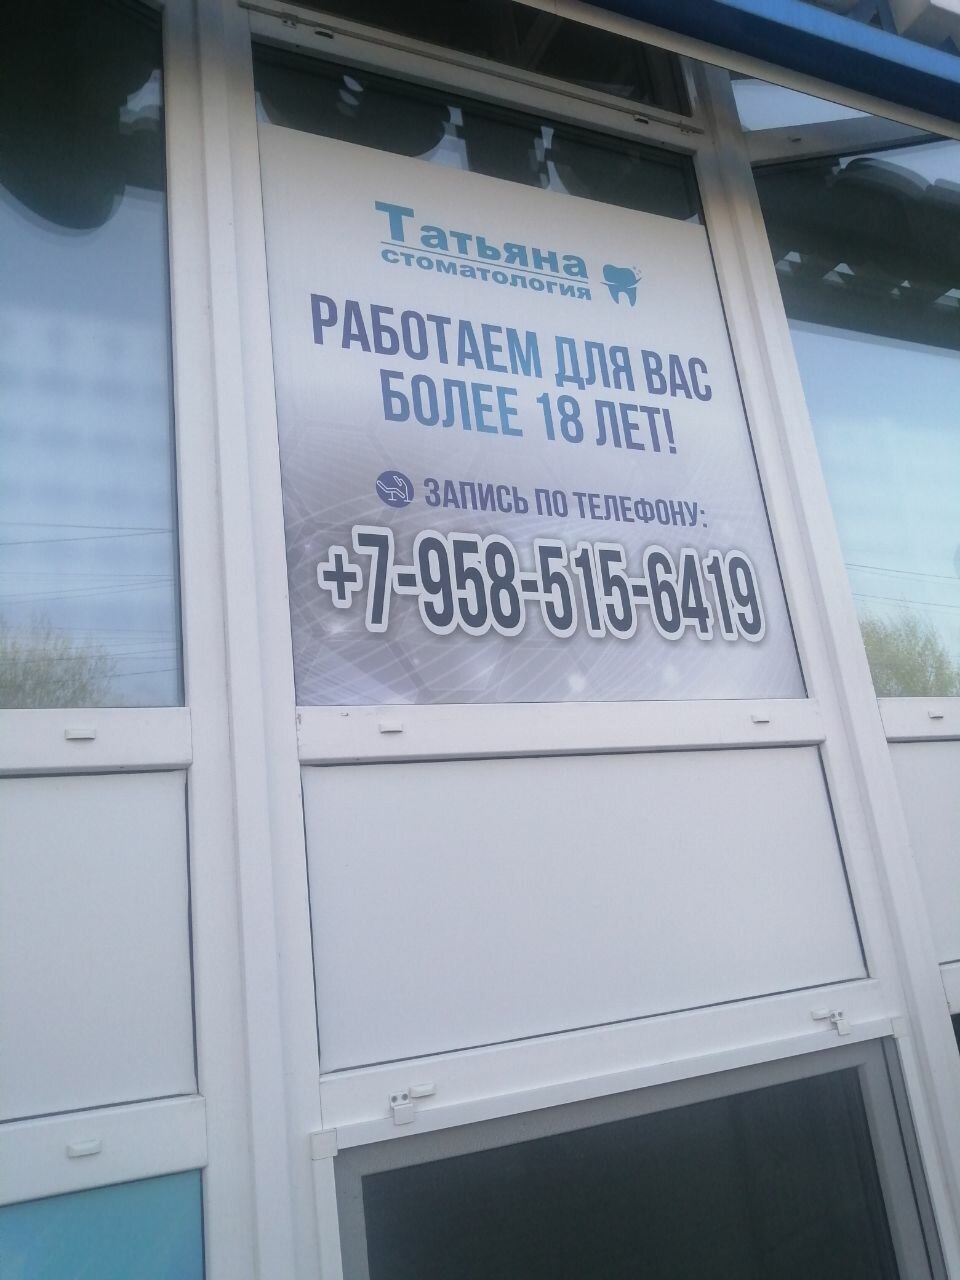 Татьяна
стоматология
РАБОТАЕМ ДЛЯ ВАС
БОЛЕЕ 18 ЛЕТ!
ЗАПИСЬ ПО ТЕЛЕФОНУ:
+7-958-515-6419